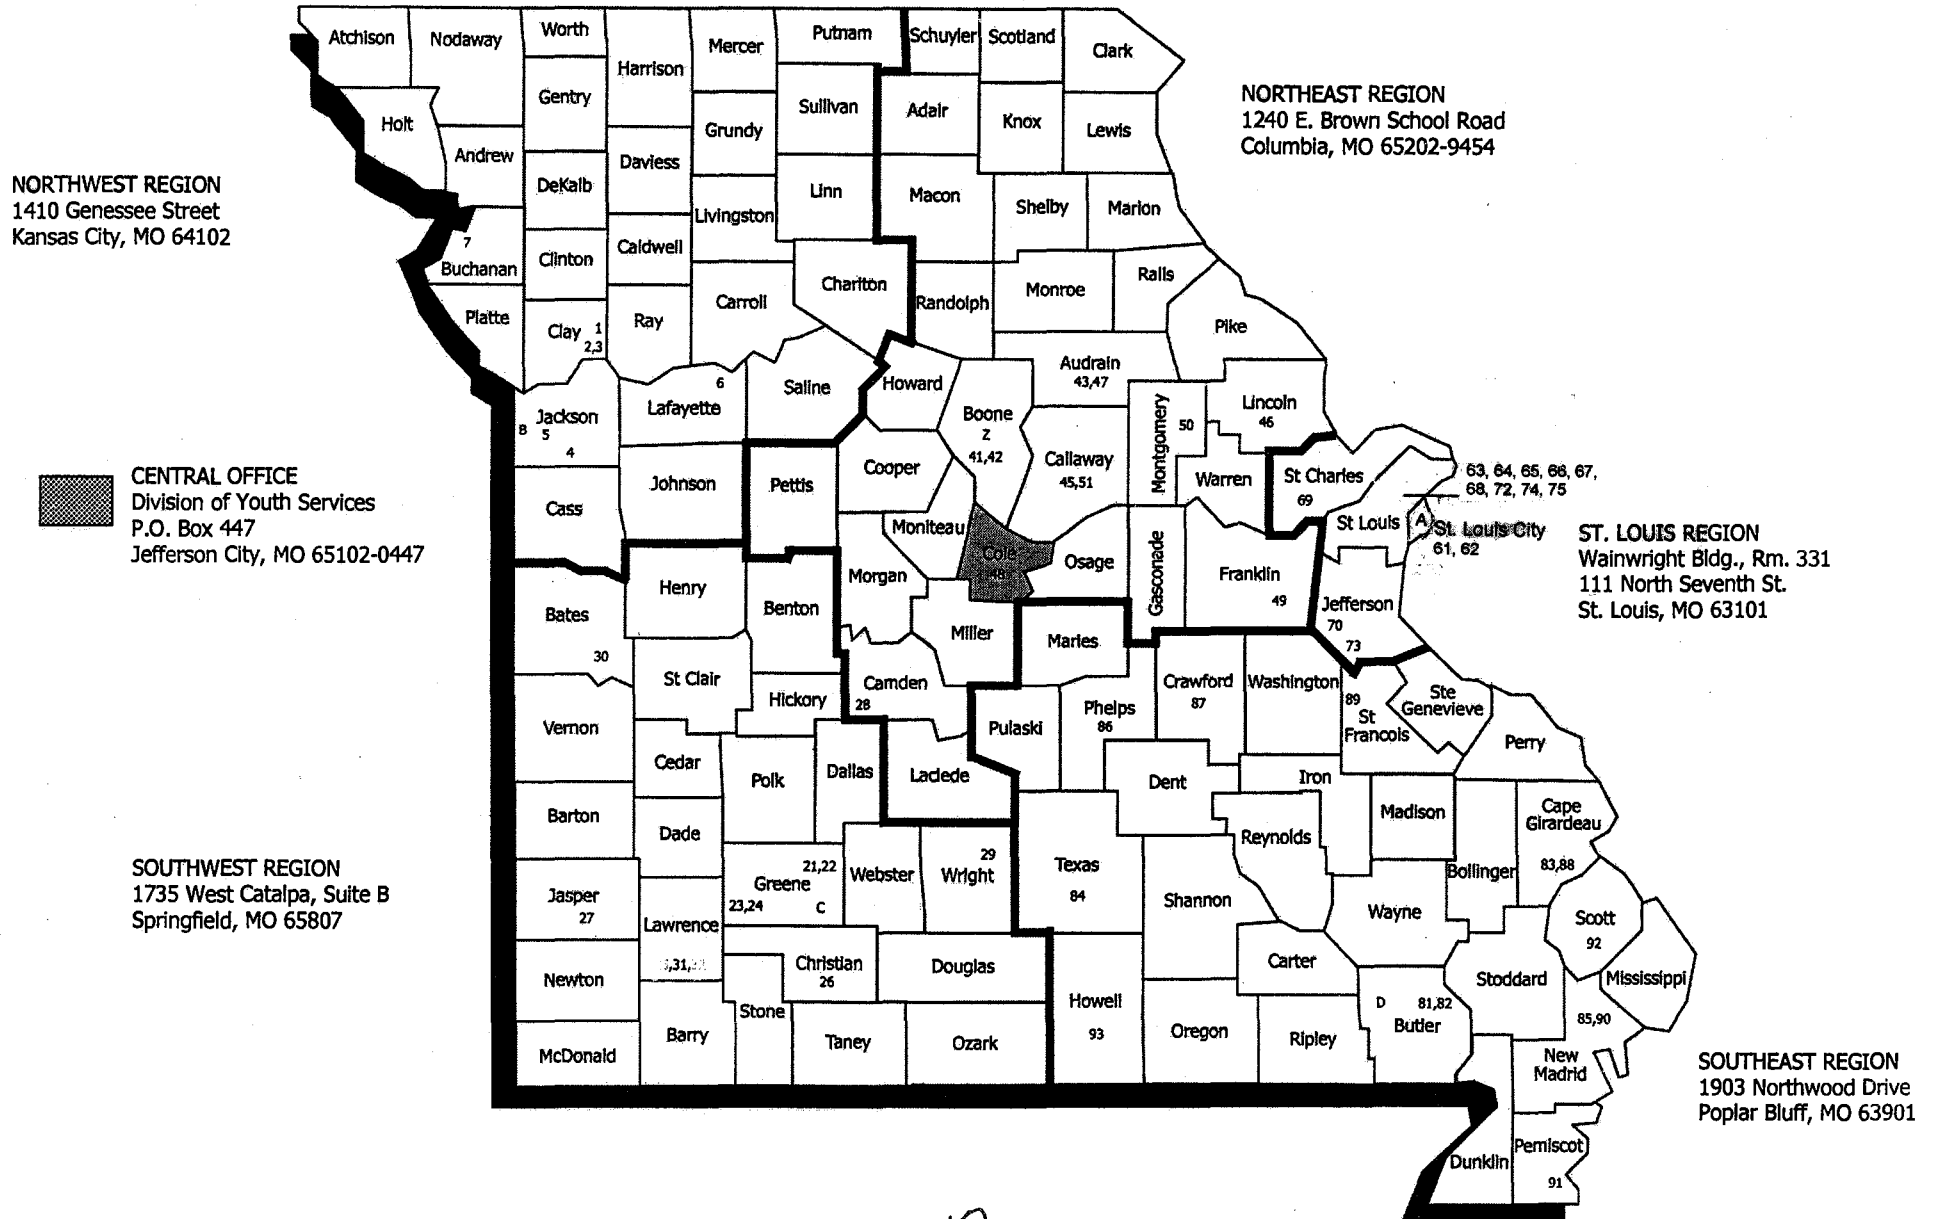 Atchison
Nodaway
Worth
Harrison
Mercer
Putnam
Schuyler
Scotland
Clark
Gentry
Sullivan
Adair
Knox
Lewis
Holt
Andrew
DeKalb
Daviess
Grundy
Linn
Macon
Shelby
Marion
Livingston
NORTHEAST REGION
1240 E. Brown School Road
Columbia, MO 65202-9454
NORTHWEST REGION
1410 Genessee Street
Kansas City, MO 64102
7
Buchanan
Clinton
Caldwell
Carroll
Chariton
Randolph
Monroe
Ralls
Pike
Platte
Clay 1
2,3
Ray
6
Lafayette
Saline
Howard
Audrain
43,47
Boone
Z
41,42
Montgomery
50
Lincoln
46
Jackson
B 5
4
CENTRAL OFFICE
Division of Youth Services
P.O. Box 447
Jefferson City, MO 65102-0447
Cass
Johnson
Pettis
Cooper
Callaway
45,51
Warren
St Charles
69
63, 64, 65, 66, 67,
68, 72, 74, 75
St Louis
A
St. Louis City
61, 62
ST. LOUIS REGION
Wainwright Bldg., Rm. 331
111 North Seventh St.
St. Louis, MO 63101
Moniteau
Cole
48
Osage
Gasconade
Franklin
49
Jefferson
70
73
Bates
30
Henry
Benton
Morgan
Miller
Maries
St Clair
Hickory
Camden
28
Pulaski
Phelps
86
Crawford
87
Washington
89
St
Francois
Ste
Genevieve
Perry
Vernon
Cedar
Polk
Dallas
Laclede
Dent
Iron
Madison
Cape
Girardeau
83,88
Barton
Dade
Reynolds
Bollinger
SOUTHWEST REGION
1735 West Catalpa, Suite B
Springfield, MO 65807
Jasper
27
Lawrence
,31,
21,22
Greene
23,24
C
Webster
29
Wright
Texas
84
Shannon
Wayne
Scott
92
Newton
Christian
26
Douglas
Carter
Stoddard
Mississippi
McDonald
Barry
Stone
Taney
Ozark
Howell
93
Oregon
Ripley
D 81,82
Butler
85,90
New
Madrid
SOUTHEAST REGION
1903 Northwood Drive
Poplar Bluff, MO 63901
Dunklin
Pemiscot
91